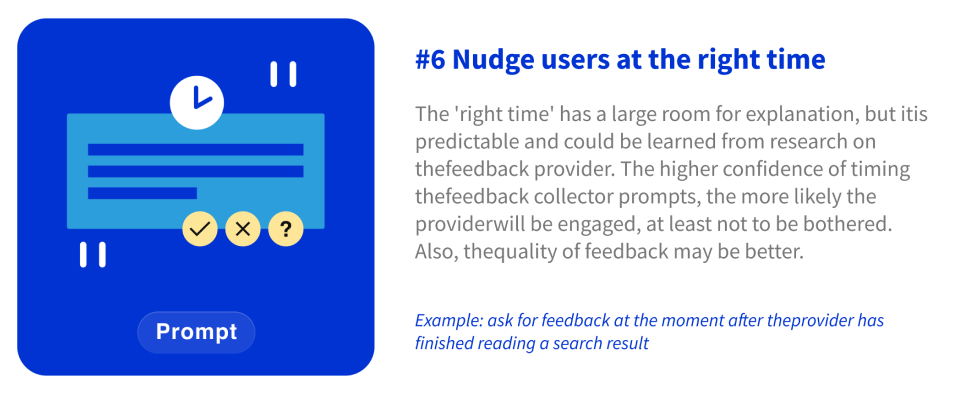 #6 Nudge users at the right time
The 'right time' has a large room for explanation, but itis
predictable and could be learned from research on
thefeedback provider. The higher confidence of timing
thefeedback collector prompts, the more likely the
providerwill be engaged, at least not to be bothered.
Also, thequality of feedback may be better.
Example: ask for feedback at the moment after theprovider has
finished reading a search result
?
Prompt